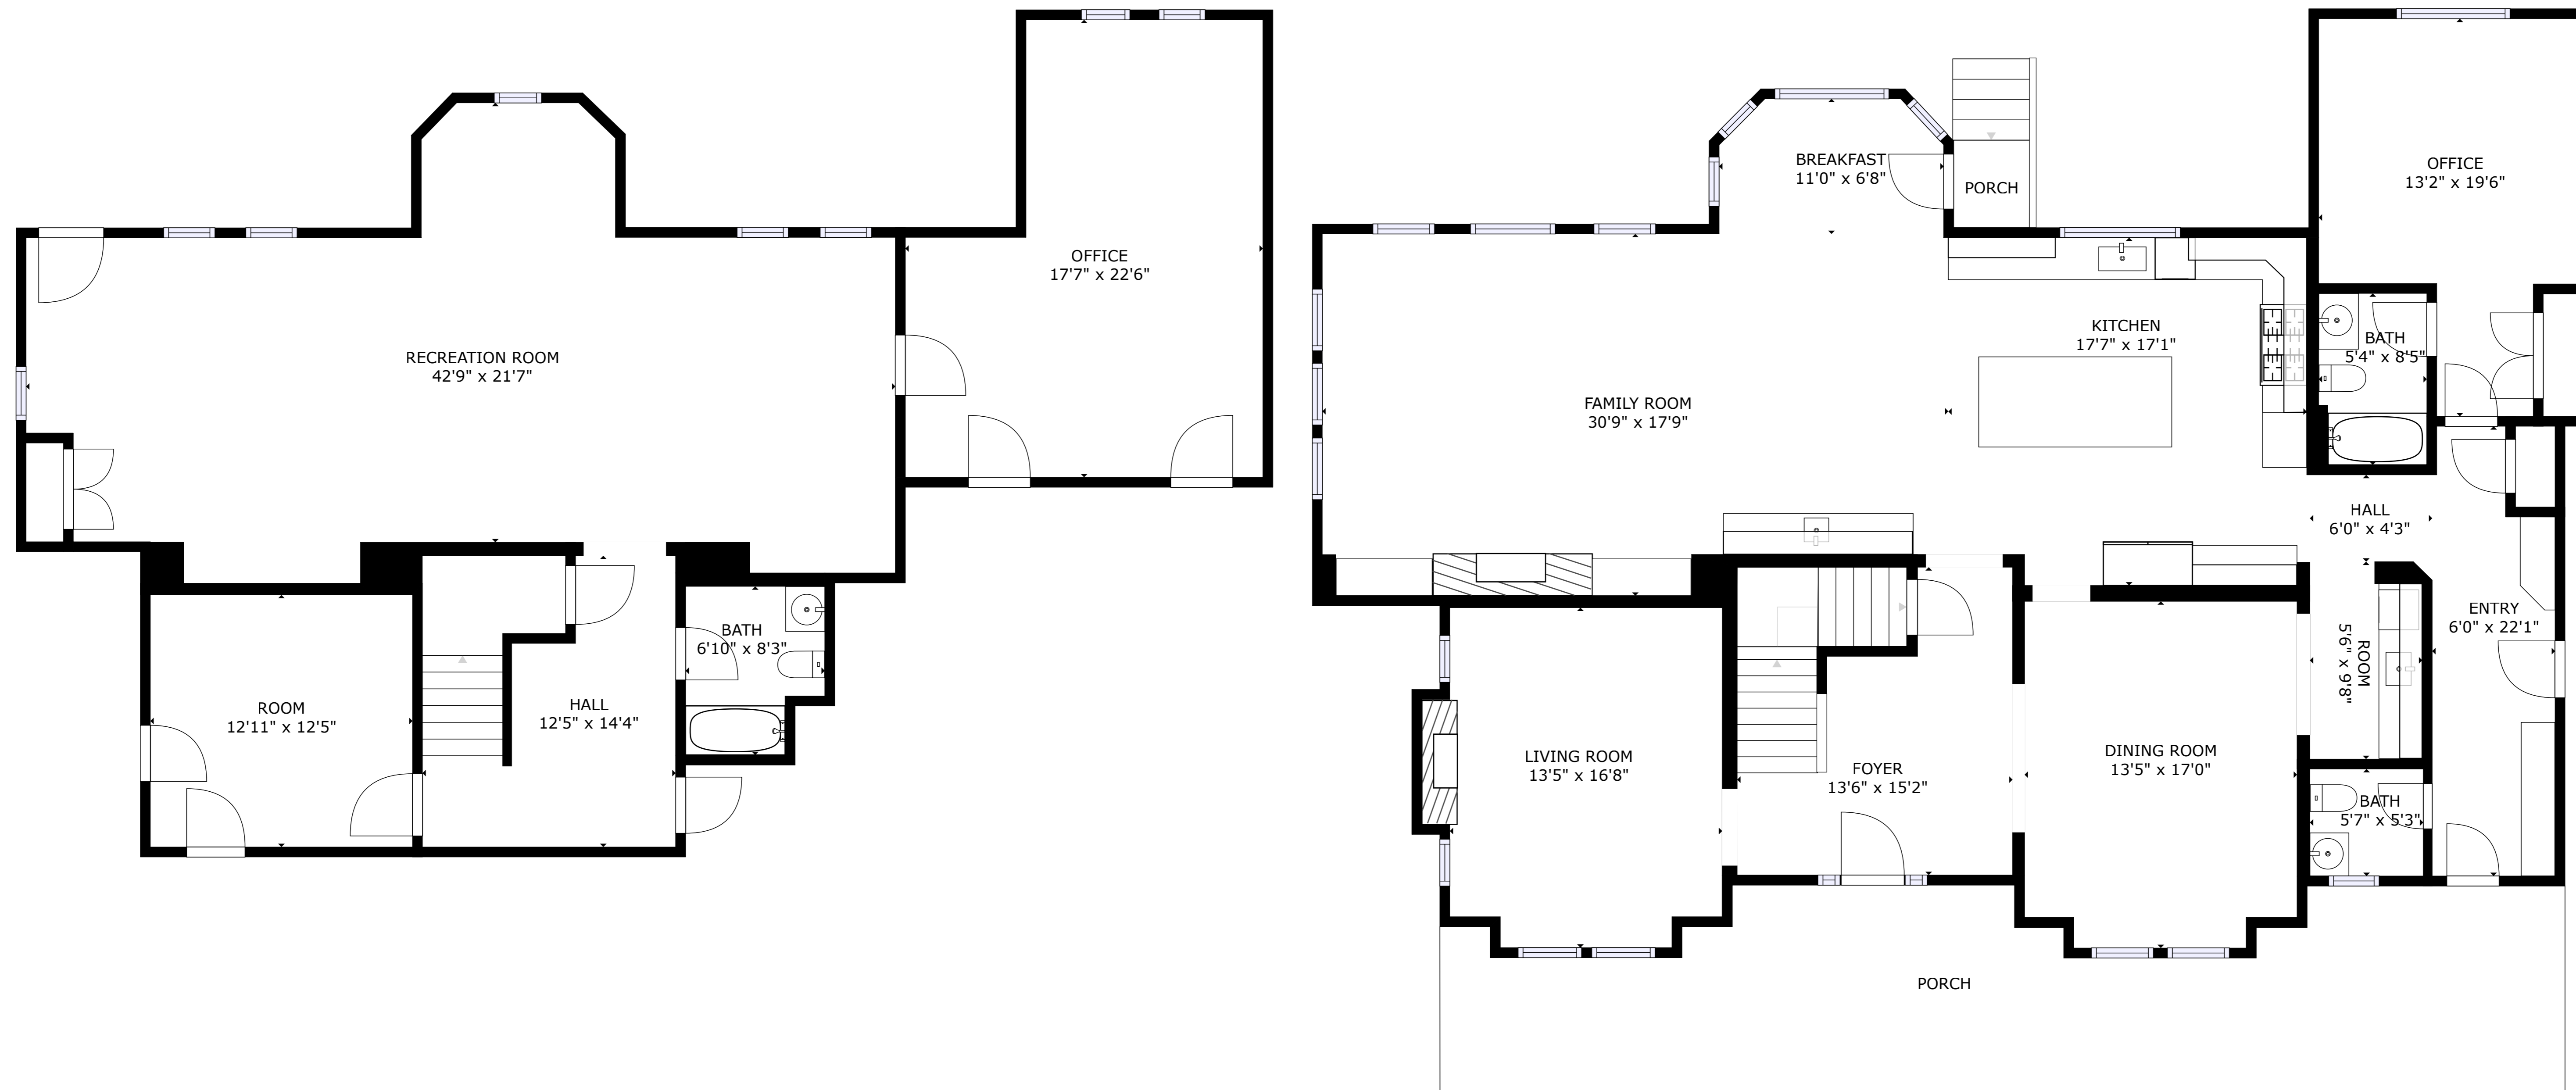 OFFICE
17'7" x 22'6"
RECREATION ROOM
42'9" x 21'7"
BATH
6'10" x 8'3"
ROOM
12'11" x 12'5"
HALL
12'5" x 14'4"
BREAKFAST
11'0" x 6'8"
PORCH
OFFICE
13'2" x 19'6"
KITCHEN
17'7" x 17'1"
BATH
5'4" x 8'5"
FAMILY ROOM
30'9" x 17'9"
HALL
6'0" x 4'3"
ENTRY
6'0" x 22'1"
ROOM
5'6" x 9'8"
LIVING ROOM
13'5" x 16'8"
FOYER
13'6" x 15'2"
DINING ROOM
13'5" x 17'0"
BATH
5'7" x 5'3"
PORCH